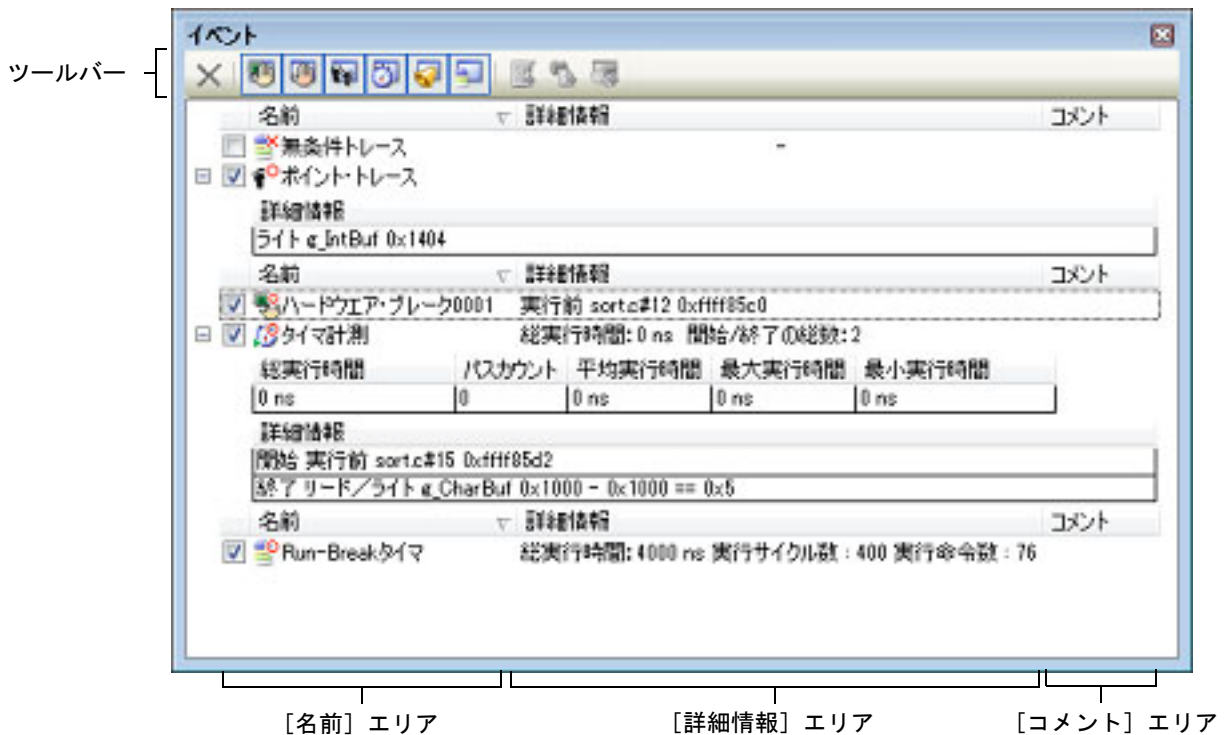 イベント
ツールバー
名前 詳細情報 コメント
無条件トレース -
ポイント・トレース
詳細情報
ライト g_IntBuf 0x1404
名前 詳細情報 コメント
ハードウエア・ブレーク0001 実行前 sort.c#12 0xffff85c0
タイマ計測 総実行時間: 0 ns 開始/終了の総数: 2
総実行時間 パスカウント 平均実行時間 最大実行時間 最小実行時間
0 ns 0 0 ns 0 ns 0 ns
詳細情報
開始 実行前 sort.c#15 0xffff85d2
終了 リード/ライト g_CharBuf 0x1000 - 0x1000 == 0x5
名前 詳細情報 コメント
Run-Breakタイマ 総実行時間: 4000 ns 実行サイクル数 : 400 実行命令数 : 76
［名前］エリア ［詳細情報］エリア ［コメント］エリア